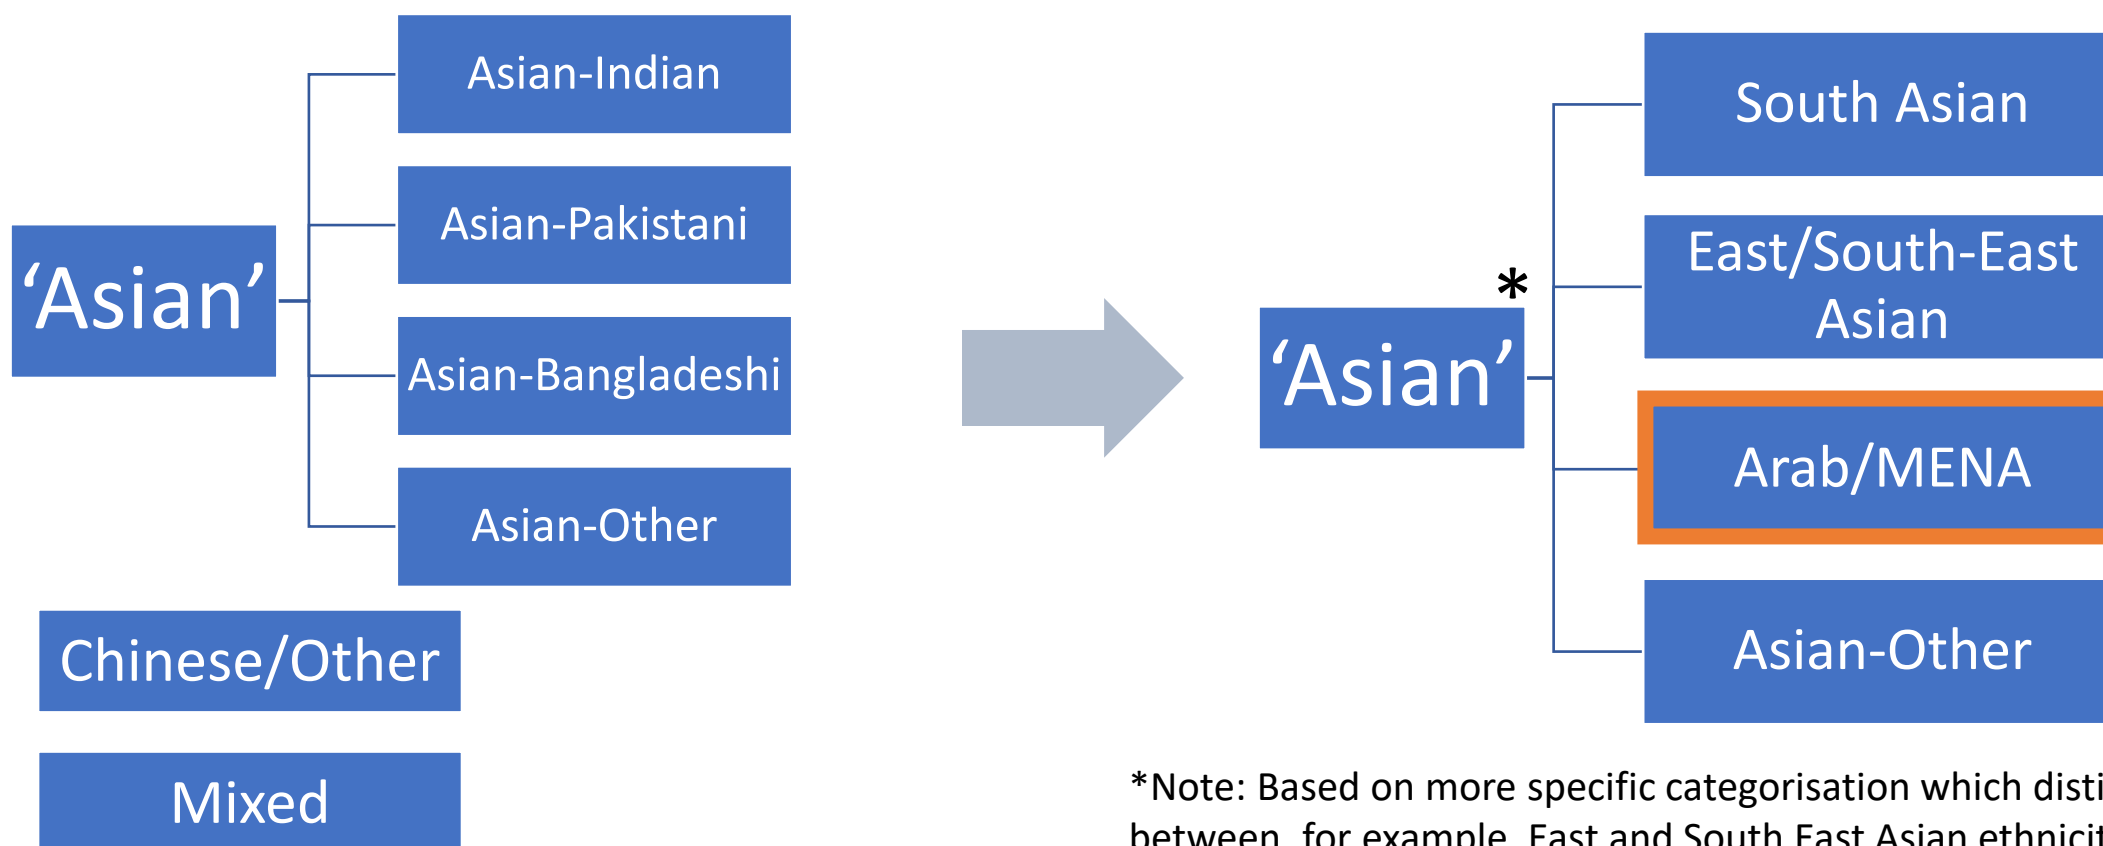 ‘Asian’
Asian-Indian
Asian-Pakistani
Asian-Bangladeshi
Asian-Other
Chinese/Other
Mixed
*
‘Asian’
South Asian
East/South-East
Asian
Arab/MENA
Asian-Other
*Note: Based on more specific categorisation which
between, for example, East and South East Asian